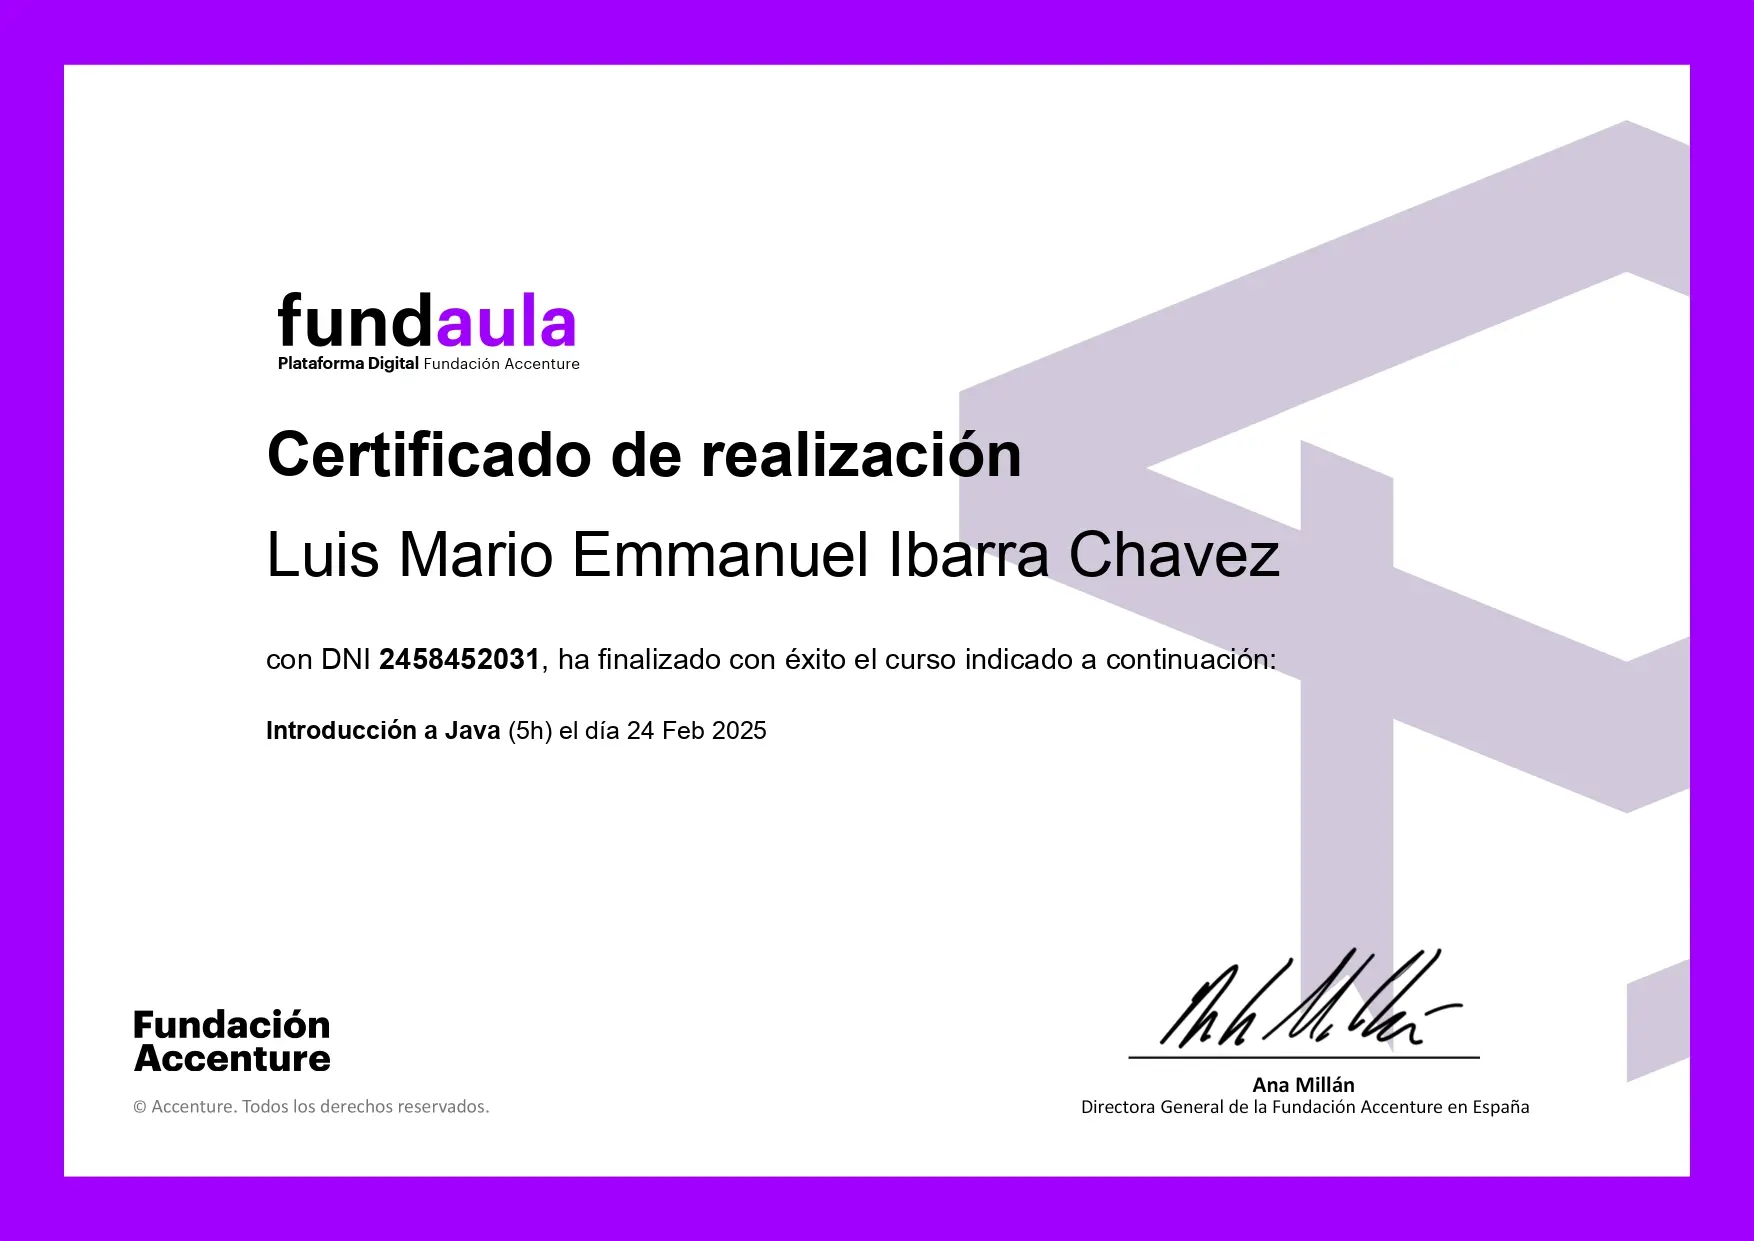 fundaula
Plataforma Digital Fundación Accenture
Certificado de realización
Luis Mario Emmanuel Ibarra Chavez
con DNI 2458452031, ha finalizado con éxito el curso indicado a continuación:
Introducción a Java (5h) el día 24 Feb 2025
Fundación
Accenture
© Accenture. Todos los derechos reservados.
Ana Millán
Directora General de la Fundación Accenture en España